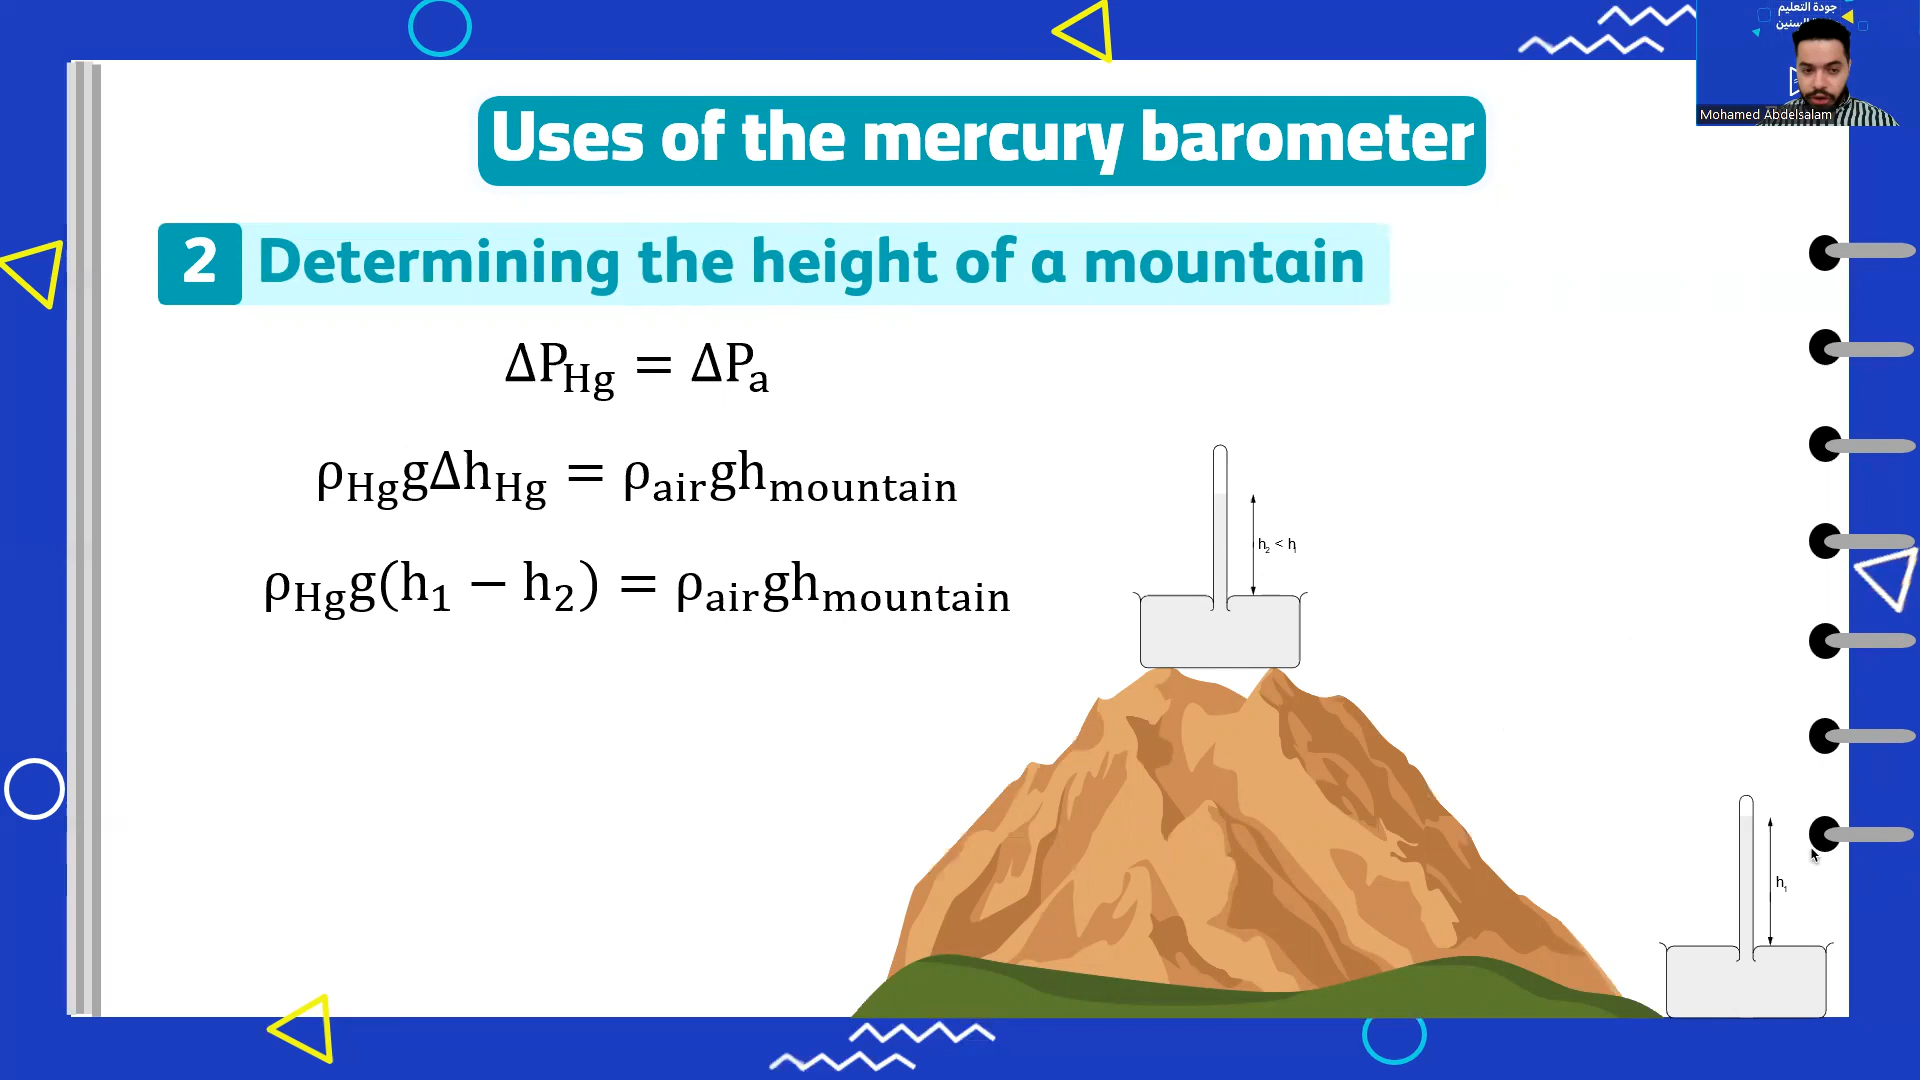 جودة التعليم
Mohamed Abdelsalam
Uses of the mercury barometer
2 Determining the height of a mountain
ΔP_Hg = ΔP_a
ρ_Hg gΔh_Hg = ρ_air gh_mountain
ρ_Hg g(h₁ − h₂) = ρ_air gh_mountain
h₂ < h₁
h₁